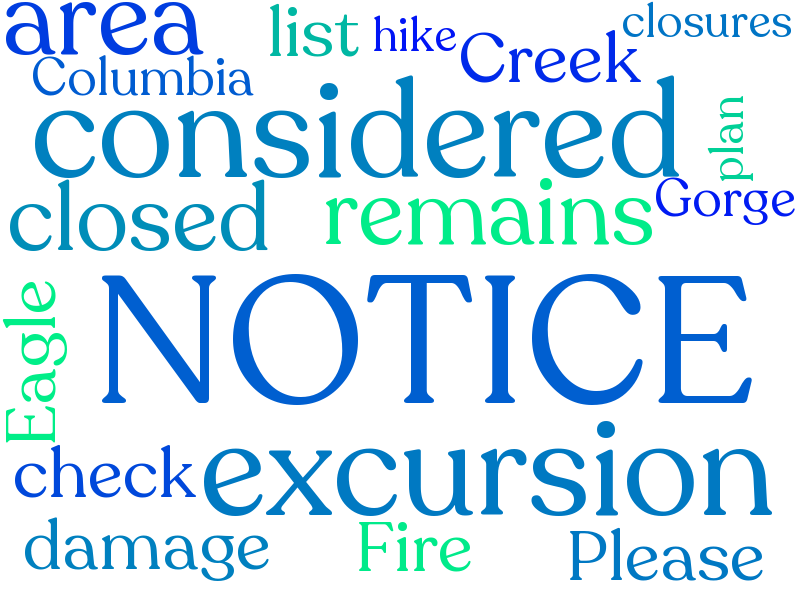 area
list
hike
closures
Creek
Columbia
considered
plan
closed
remains
Gorge
NOTICE
Eagle
check
excursion
damage
Fire
Please